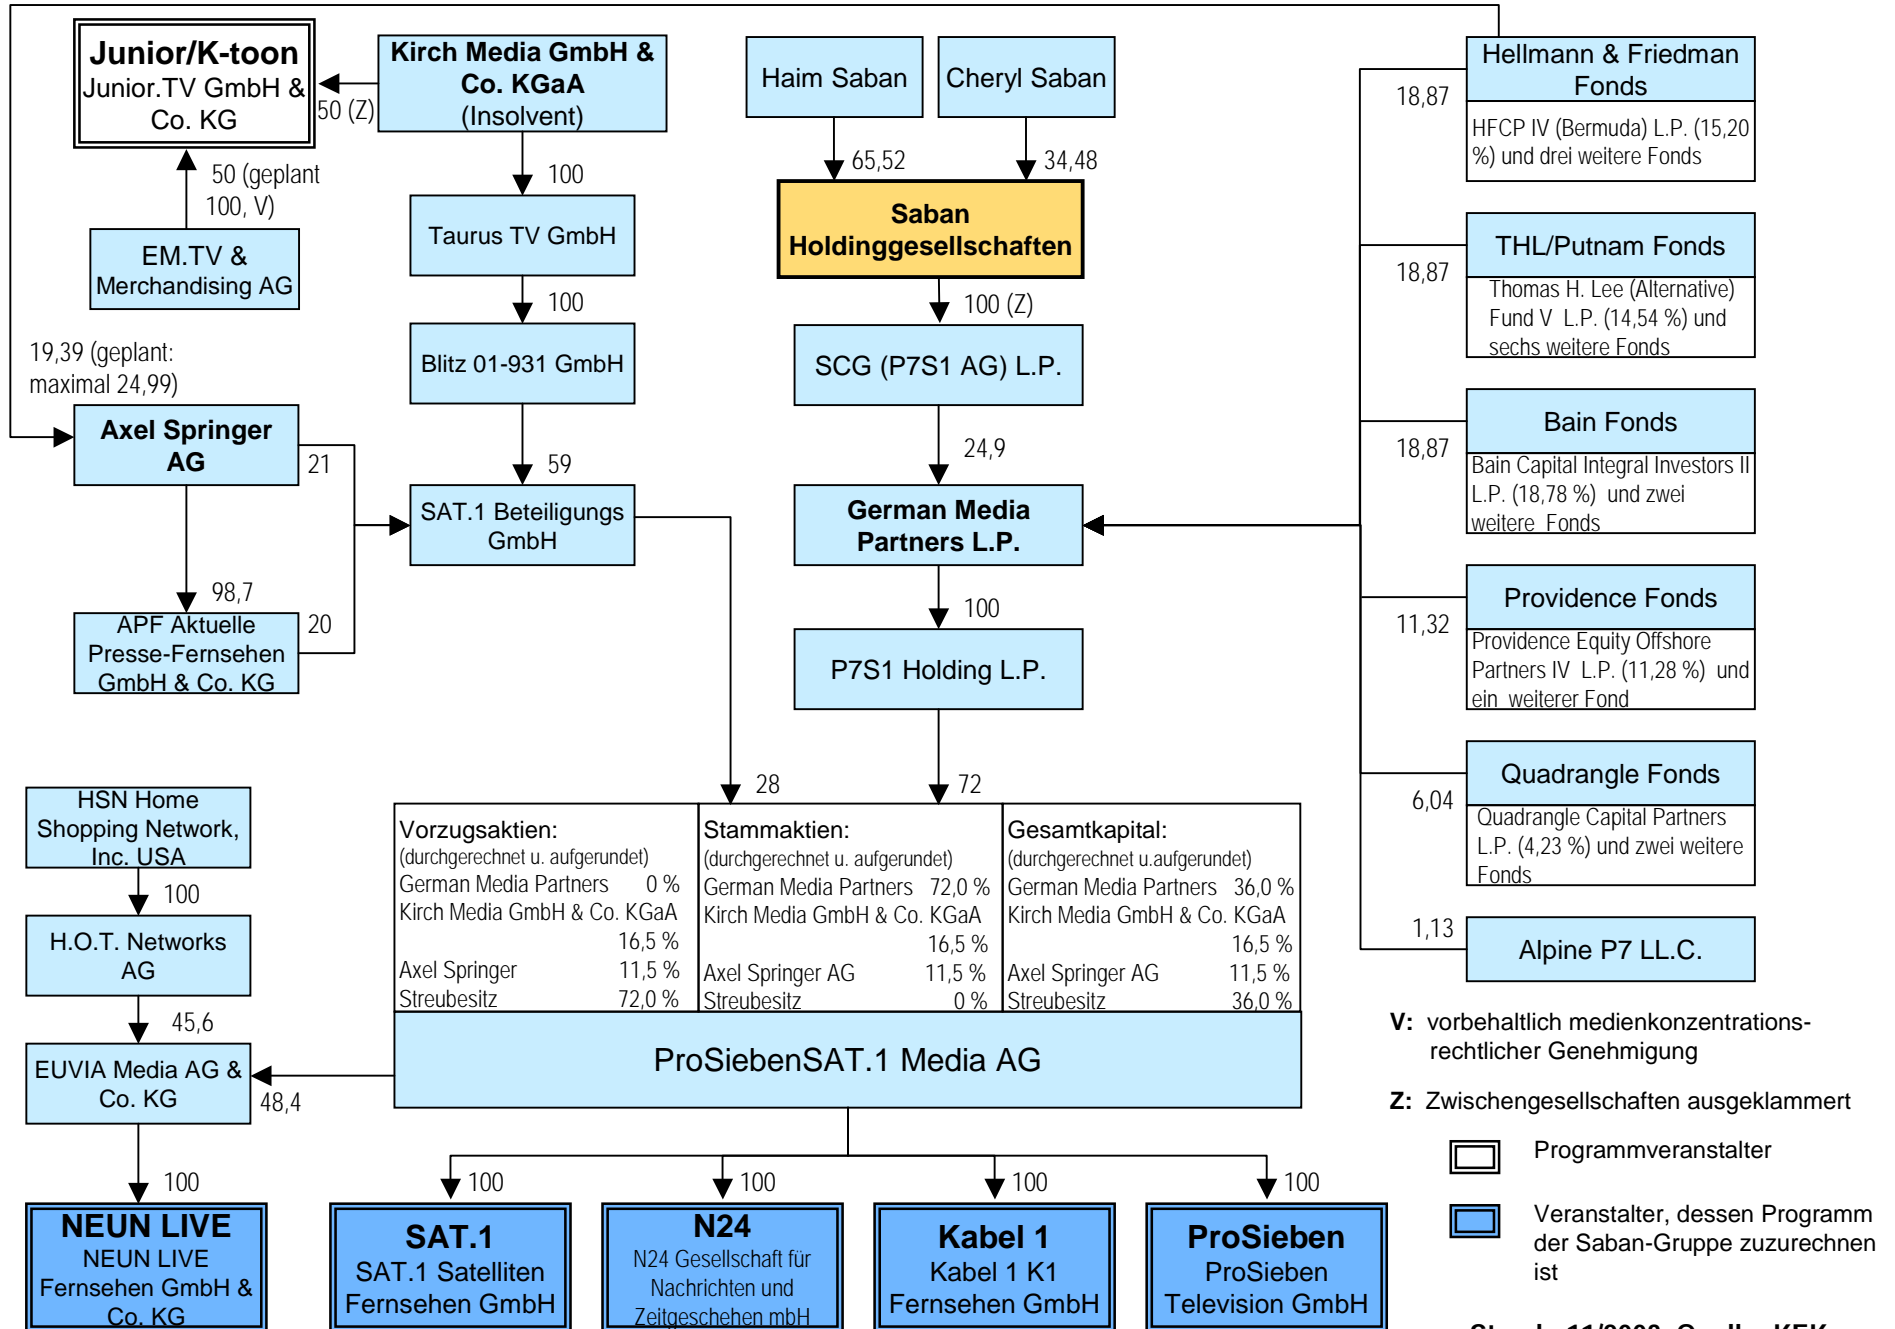 Junior/K-toon
Junior.TV GmbH &
Co. KG
Kirch Media GmbH &
Co. KGaA
(Insolvent)
50 (Z)
Haim Saban
Cheryl Saban
Hellmann & Friedman
Fonds
HFCP IV (Bermuda) L.P. (15,20
%) und drei weitere Fonds
18,87
50 (geplant
100, V)
100
65,52
34,48
EM.TV &
Merchandising AG
Taurus TV GmbH
Saban
Holdinggesellschaften
THL/Putnam Fonds
Thomas H. Lee (Alternative)
Fund V L.P. (14,54 %) und
sechs weitere Fonds
18,87
100
100 (Z)
19,39 (geplant:
maximal 24,99)
Blitz 01-931 GmbH
SCG (P7S1 AG) L.P.
Bain Fonds
Bain Capital Integral Investors II
L.P. (18,78 %) und zwei
weitere Fonds
18,87
Axel Springer
AG
21
59
24,9
SAT.1 Beteiligungs
GmbH
German Media
Partners L.P.
98,7
100
APF Aktuelle
Presse-Fernsehen
GmbH & Co. KG
20
P7S1 Holding L.P.
Providence Fonds
Providence Equity Offshore
Partners IV L.P. (11,28 %) und
ein weiterer Fond
11,32
28
72
Quadrangle Fonds
Quadrangle Capital Partners
L.P. (4,23 %) und zwei weitere
Fonds
6,04
HSN Home
Shopping Network,
Inc. USA
100
H.O.T. Networks
AG
45,6
EUVIA Media AG &
Co. KG
48,4
Vorzugsaktien:
(durchgerechnet u. aufgerundet)
German Media Partners 0 %
Kirch Media GmbH & Co. KGaA
16,5 %
Axel Springer 11,5 %
Streubesitz 72,0 %
Stammaktien:
(durchgerechnet u. aufgerundet)
German Media Partners 72,0 %
Kirch Media GmbH & Co. KGaA
16,5 %
Axel Springer AG 11,5 %
Streubesitz 0 %
Gesamtkapital:
(durchgerechnet u.aufgerundet)
German Media Partners 36,0 %
Kirch Media GmbH & Co. KGaA
16,5 %
Axel Springer AG 11,5 %
Streubesitz 36,0 %
ProSiebenSAT.1 Media AG
1,13
Alpine P7 LL.C.
V: vorbehaltlich medienkonzentrations-
rechtlicher Genehmigung
Z: Zwischengesellschaften ausgeklammert
Programmveranstalter
Veranstalter, dessen Programm
der Saban-Gruppe zuzurechnen
ist
100
100
100
100
100
NEUN LIVE
NEUN LIVE
Fernsehen GmbH &
Co. KG
SAT.1
SAT.1 Satelliten
Fernsehen GmbH
N24
N24 Gesellschaft für
Nachrichten und
Zeitgeschehen mbH
Kabel 1
Kabel 1 K1
Fernsehen GmbH
ProSieben
ProSieben
Television GmbH